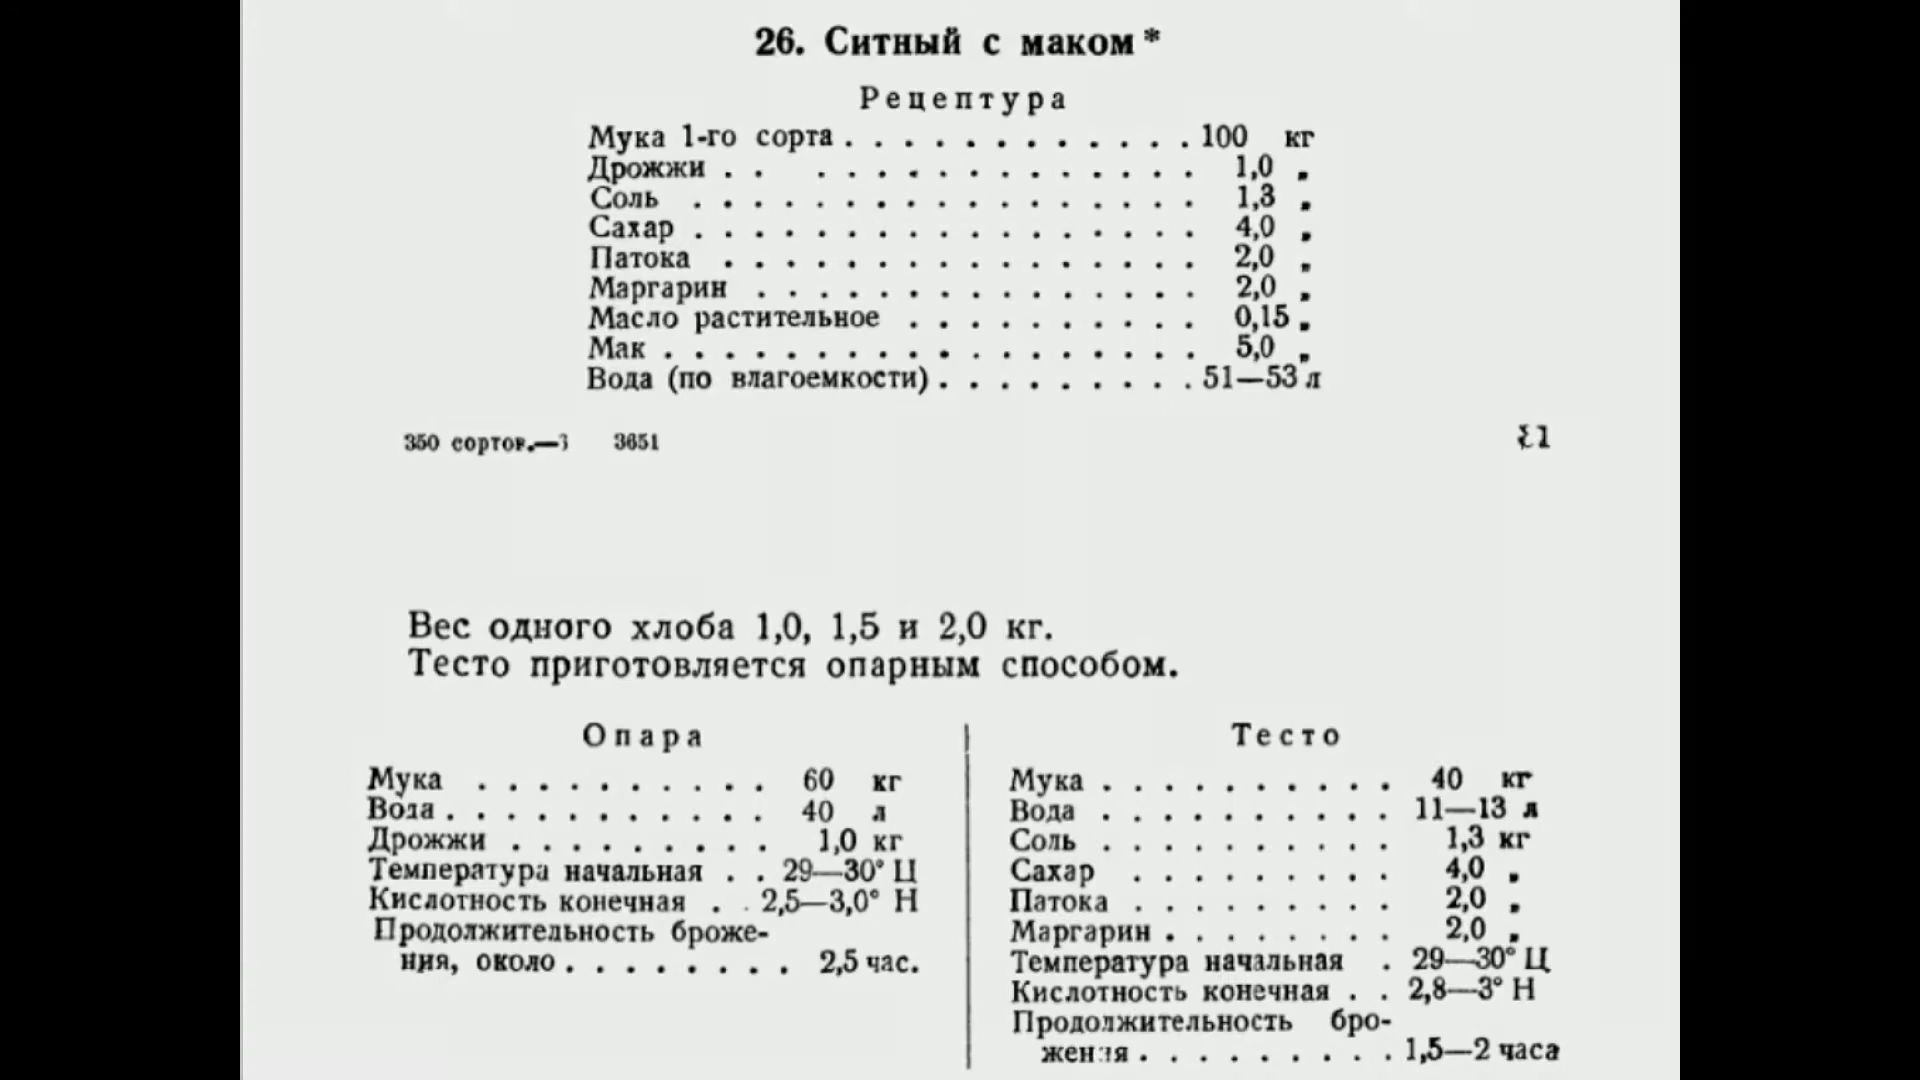 26. Ситный с маком*
Рецептура
Мука 1-го сорта . . . . . . . . . . . . 100 кг
Дрожжи . . . . . . . . . . . . . . . 1,0 „
Соль . . . . . . . . . . . . . . . . . 1,3 „
Сахар . . . . . . . . . . . . . . . . . 4,0 „
Патока . . . . . . . . . . . . . . . . 2,0 „
Маргарин . . . . . . . . . . . . . . . 2,0 „
Масло растительное . . . . . . . . . . 0,15 „
Мак . . . . . . . . . . . . . . . . . . 5,0 „
Вода (по влагоемкости) . . . . . . . . . 51—53 л
350 сортов.—3 3651
Вес одного хлоба 1,0, 1,5 и 2,0 кг.
Тесто приготовляется опарным способом.
Опара
Мука . . . . . . . . . . 60 кг
Вода . . . . . . . . . . . 40 л
Дрожжи . . . . . . . . . 1,0 кг
Температура начальная . . 29—30° Ц
Кислотность конечная . . 2,5—3,0° Н
Продолжительность броже-
ния, около . . . . . . . . 2,5 час.
Тесто
Мука . . . . . . . . . . 40 кг
Вода . . . . . . . . . . 11—13 л
Соль . . . . . . . . . . 1,3 кг
Сахар . . . . . . . . . 4,0 „
Патока . . . . . . . . . 2,0 „
Маргарин . . . . . . . . 2,0 „
Температура начальная . 29—30° Ц
Кислотность конечная . . 2,8—3° Н
Продолжительность бро-
жения . . . . . . . . . 1,5—2 часа